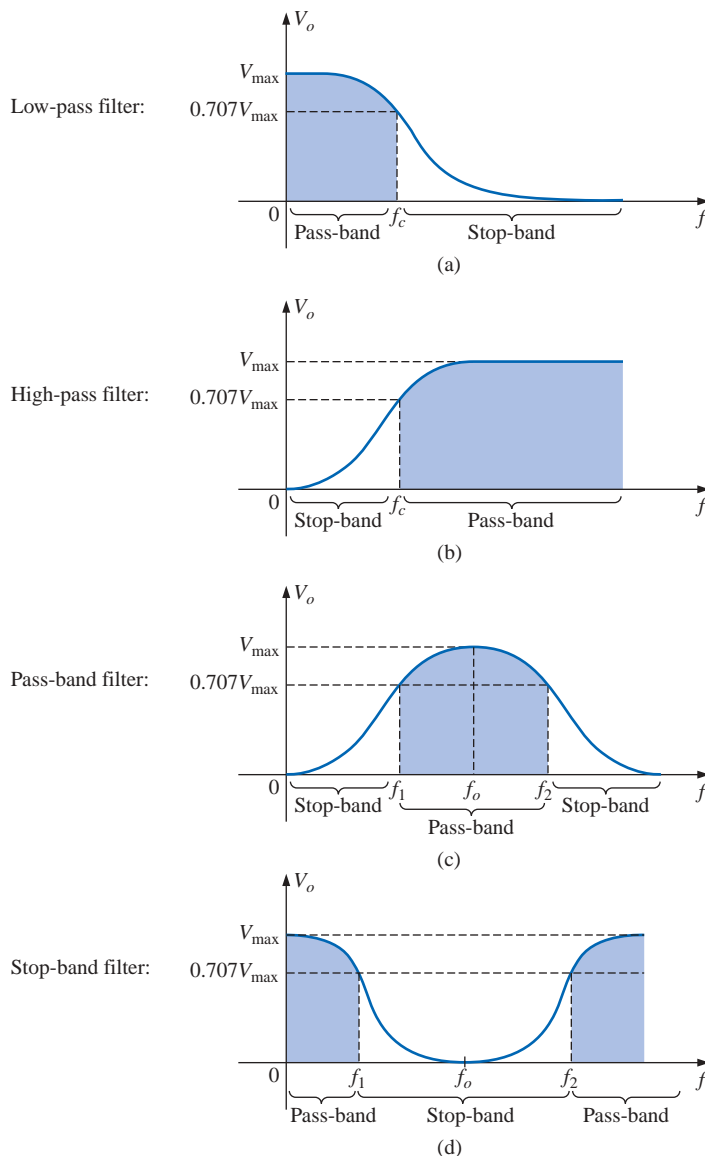 V_o
V_max
Low-pass filter: 0.707V_max
0 f_c f
Pass-band Stop-band
(a)
V_o
V_max
High-pass filter: 0.707V_max
0 f_c f
Stop-band Pass-band
(b)
V_o
V_max
Pass-band filter: 0.707V_max
0 f_1 f_o f_2 f
Stop-band Stop-band
Pass-band
(c)
V_o
V_max
Stop-band filter: 0.707V_max
0 f_1 f_o f_2 f
Pass-band Stop-band Pass-band
(d)